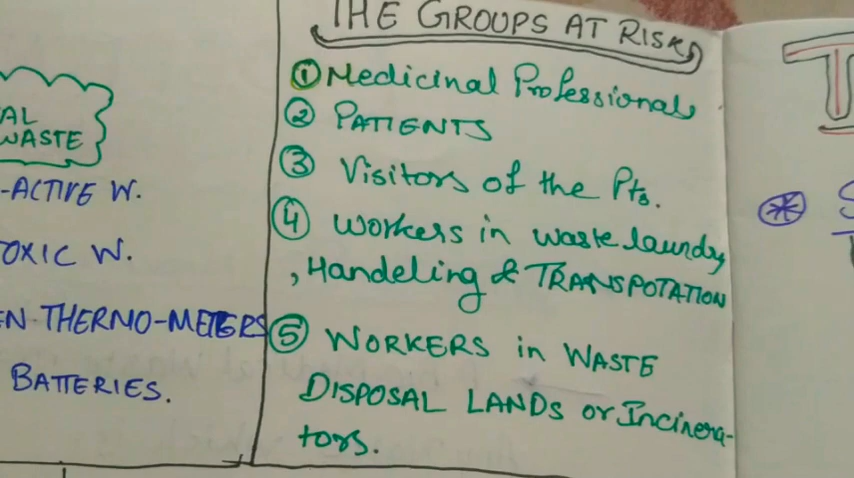 AL
WASTE
-ACTIVE W.
OXIC W.
EN THERMO-METERS
BATTERIES.
THE GROUPS AT RISK
① Medicinal Professionals
② PATIENTS
③ Visitors of the Pts.
④ Workers in waste laundry
, Handeling & TRANSPOTATION
⑤ WORKERS in WASTE
DISPOSAL LANDS or Incinera-
tors.
T
S